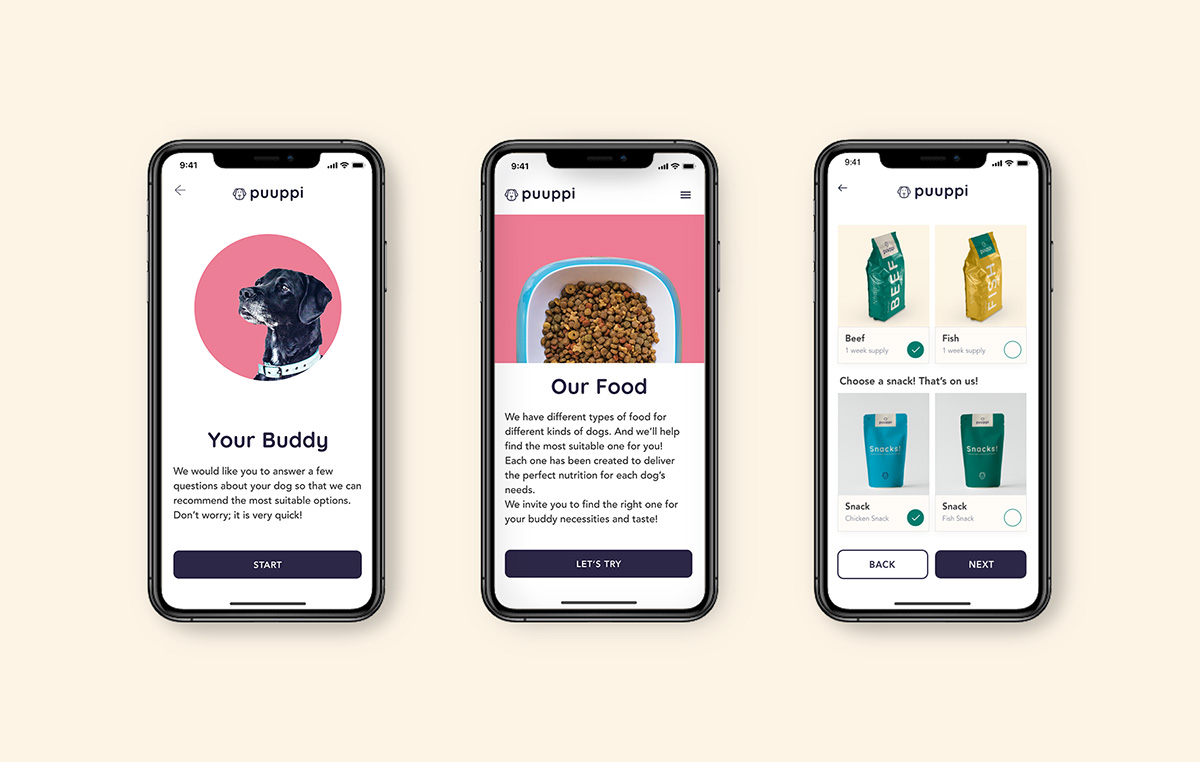 9:41
puuppi
Your Buddy
We would like you to answer a few
questions about your dog so that we can
recommend the most suitable options.
Don't worry; it is very quick!
START
9:41
puuppi
Our Food
We have different types of food for
different kinds of dogs. And we'll help
find the most suitable one for you!
Each one has been created to deliver
the perfect nutrition for each dog's
needs.
We invite you to find the right one for
your buddy necessities and taste!
LET'S TRY
9:41
puuppi
puuppi
BEEF
puuppi
FISH
Beef
1 week supply
Fish
1 week supply
Choose a snack! That's on us!
puuppi
Snacks!
puuppi
Snacks!
Snack
Chicken Snack
Snack
Fish Snack
BACK
NEXT